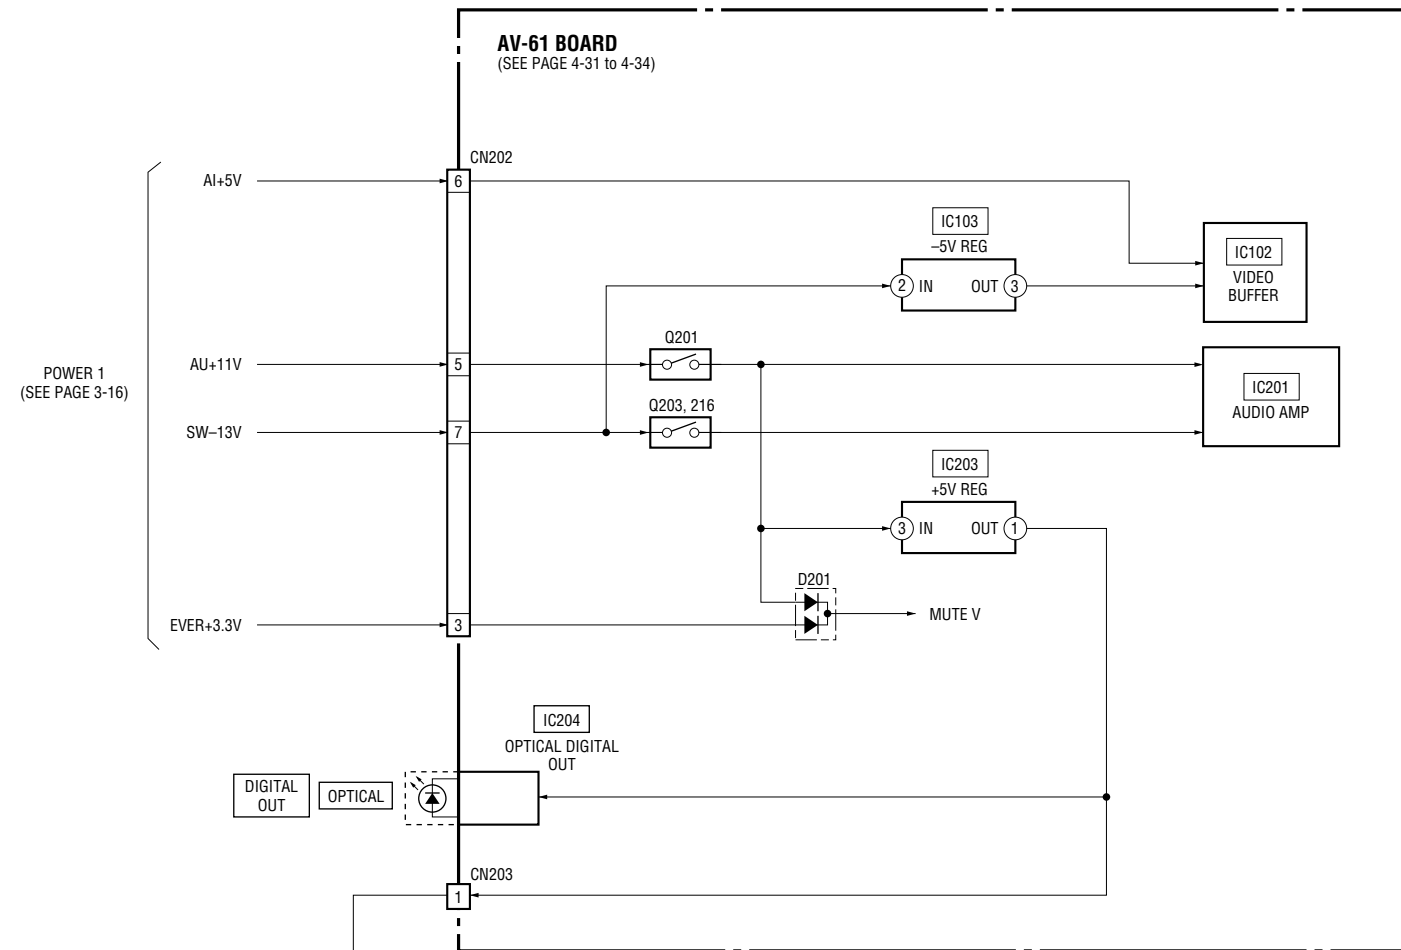 AV-61 BOARD
(SEE PAGE 4-31 to 4-34)
CN202
AI+5V
6
IC103
–5V REG
2 IN OUT 3
IC102
VIDEO
BUFFER
Q201
POWER 1
(SEE PAGE 3-16)
AU+11V
5
IC201
AUDIO AMP
Q203, 216
SW–13V
7
IC203
+5V REG
3 IN OUT 1
D201
MUTE V
EVER+3.3V
3
IC204
OPTICAL DIGITAL
OUT
DIGITAL
OUT
OPTICAL
CN203
1